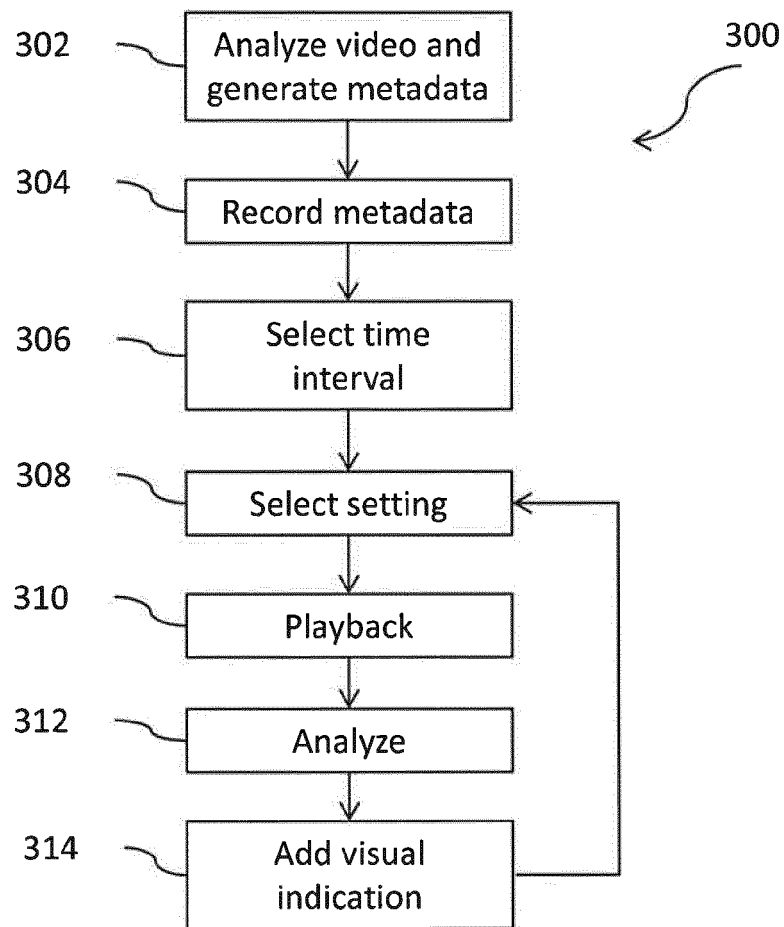 302
Analyze video and
generate metadata
300
304
Record metadata
306
Select time
interval
308
Select setting
310
Playback
312
Analyze
314
Add visual
indication